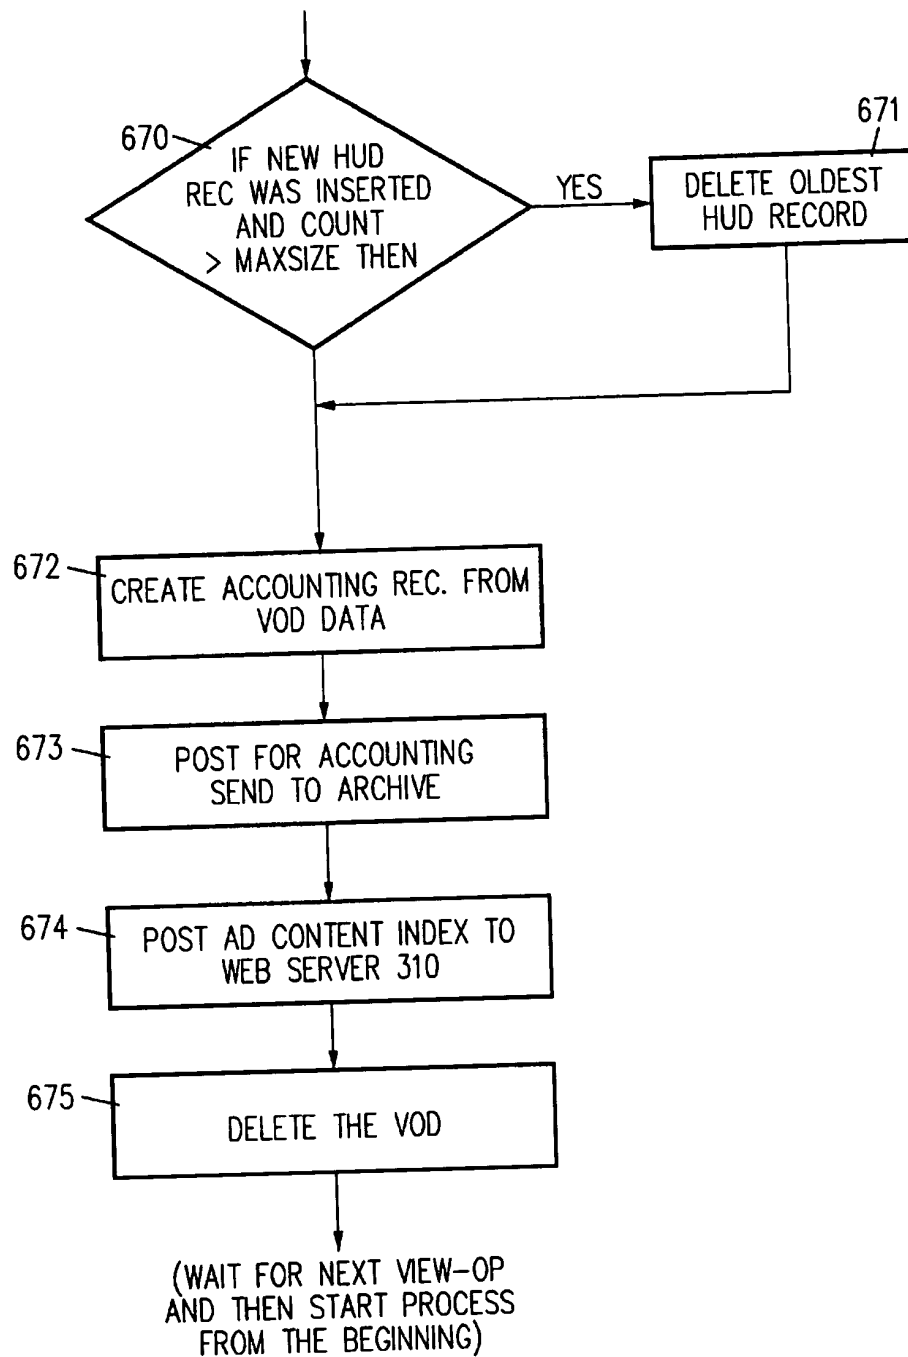 670
IF NEW HUD
REC WAS INSERTED
AND COUNT
> MAXSIZE THEN
YES
671
DELETE OLDEST
HUD RECORD
672
CREATE ACCOUNTING REC. FROM
VOD DATA
673
POST FOR ACCOUNTING
SEND TO ARCHIVE
674
POST AD CONTENT INDEX TO
WEB SERVER 310
675
DELETE THE VOD
(WAIT FOR NEXT VIEW-OP
AND THEN START PROCESS
FROM THE BEGINNING)